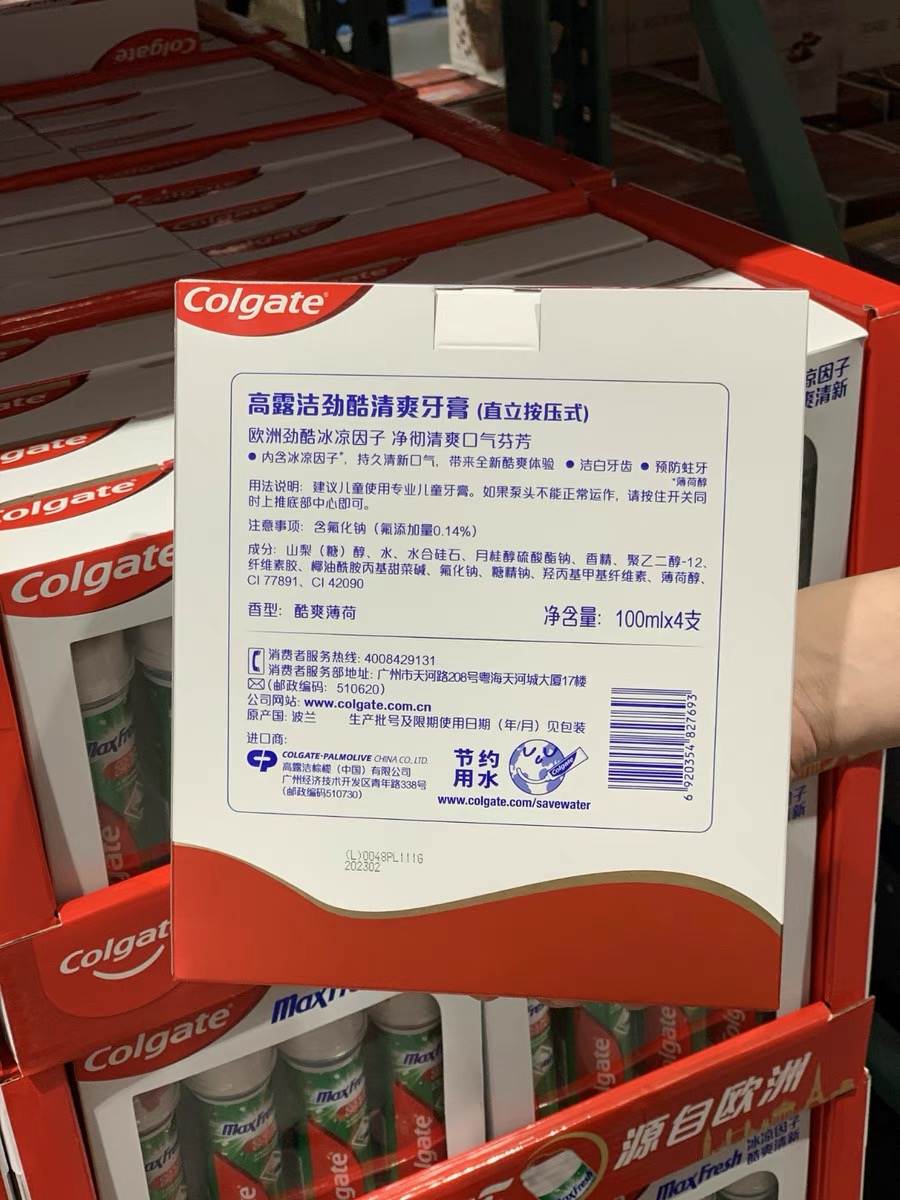 Colgate
Colgate
Colgate
Colgate
Colgate
Colgate
凉因子
爽清新
高露洁劲酷清爽牙膏 (直立按压式)
欧洲劲酷冰凉因子 净彻清爽口气芬芳
● 内含冰凉因子*，持久清新口气，带来全新酷爽体验 ● 洁白牙齿 ● 预防蛀牙
*薄荷醇
用法说明: 建议儿童使用专业儿童牙膏。如果泵头不能正常运作，请按住开关同
时上推底部中心即可。
注意事项: 含氟化钠（氟添加量0.14%）
成分: 山梨（糖）醇、水、水合硅石、月桂醇硫酸酯钠、香精、聚乙二醇-12、
纤维素胶、椰油酰胺丙基甜菜碱、氟化钠、糖精钠、羟丙基甲基纤维素、薄荷醇、
CI 77891、CI 42090
香型: 酷爽薄荷 净含量: 100mlx4支
消费者服务热线: 4008429131
消费者服务部地址: 广州市天河路208号粤海天河城大厦17楼
(邮政编码: 510620)
公司网站: www.colgate.com.cn
原产国: 波兰 生产批号及限期使用日期（年/月）见包装
进口商:
CP COLGATE-PALMOLIVE CHINA CO., LTD.
高露洁棕榄（中国）有限公司
广州经济技术开发区青年路338号
（邮政编码510730）
节约
用水
Colgate
www.colgate.com/savewater
6 920354 827693
(L)0048PL111G
202302
Colgate
Colgate
MaxFresh
MaxFresh
MaxFresh
Colgate
源自欧洲
MaxFresh
冰凉因子
酷爽清新